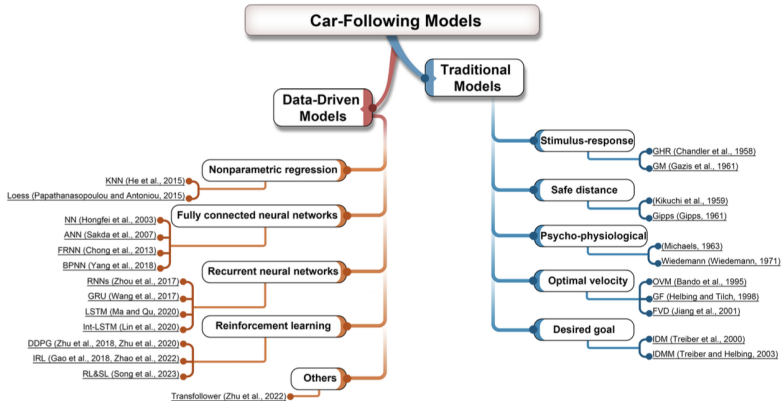 Car-Following Models
Data-Driven
Models
Nonparametric regression
KNN (He et al., 2015)
Loess (Papathanasopoulou and Antoniou, 2015)
Fully connected neural networks
NN (Hongfei et al., 2003)
ANN (Sakda et al., 2007)
FRNN (Chong et al., 2013)
BPNN (Yang et al., 2018)
Recurrent neural networks
RNNs (Zhou et al., 2017)
GRU (Wang et al., 2017)
LSTM (Ma and Qu, 2020)
Int-LSTM (Lin et al., 2020)
Reinforcement learning
DDPG (Zhu et al., 2018, Zhu et al., 2020)
IRL (Gao et al., 2018, Zhao et al., 2022)
RL&SL (Song et al., 2023)
Others
Transfollower (Zhu et al., 2022)
Traditional
Models
Stimulus-response
GHR (Chandler et al., 1958)
GM (Gazis et al., 1961)
Safe distance
(Kikuchi et al., 1959)
Gipps (Gipps, 1961)
Psycho-physiological
(Michaels, 1963)
Wiedemann (Wiedemann, 1971)
Optimal velocity
OVM (Bando et al., 1995)
GF (Helbing and Tilch, 1998)
FVD (Jiang et al., 2001)
Desired goal
IDM (Treiber et al., 2000)
IDMM (Treiber and Helbing, 2003)